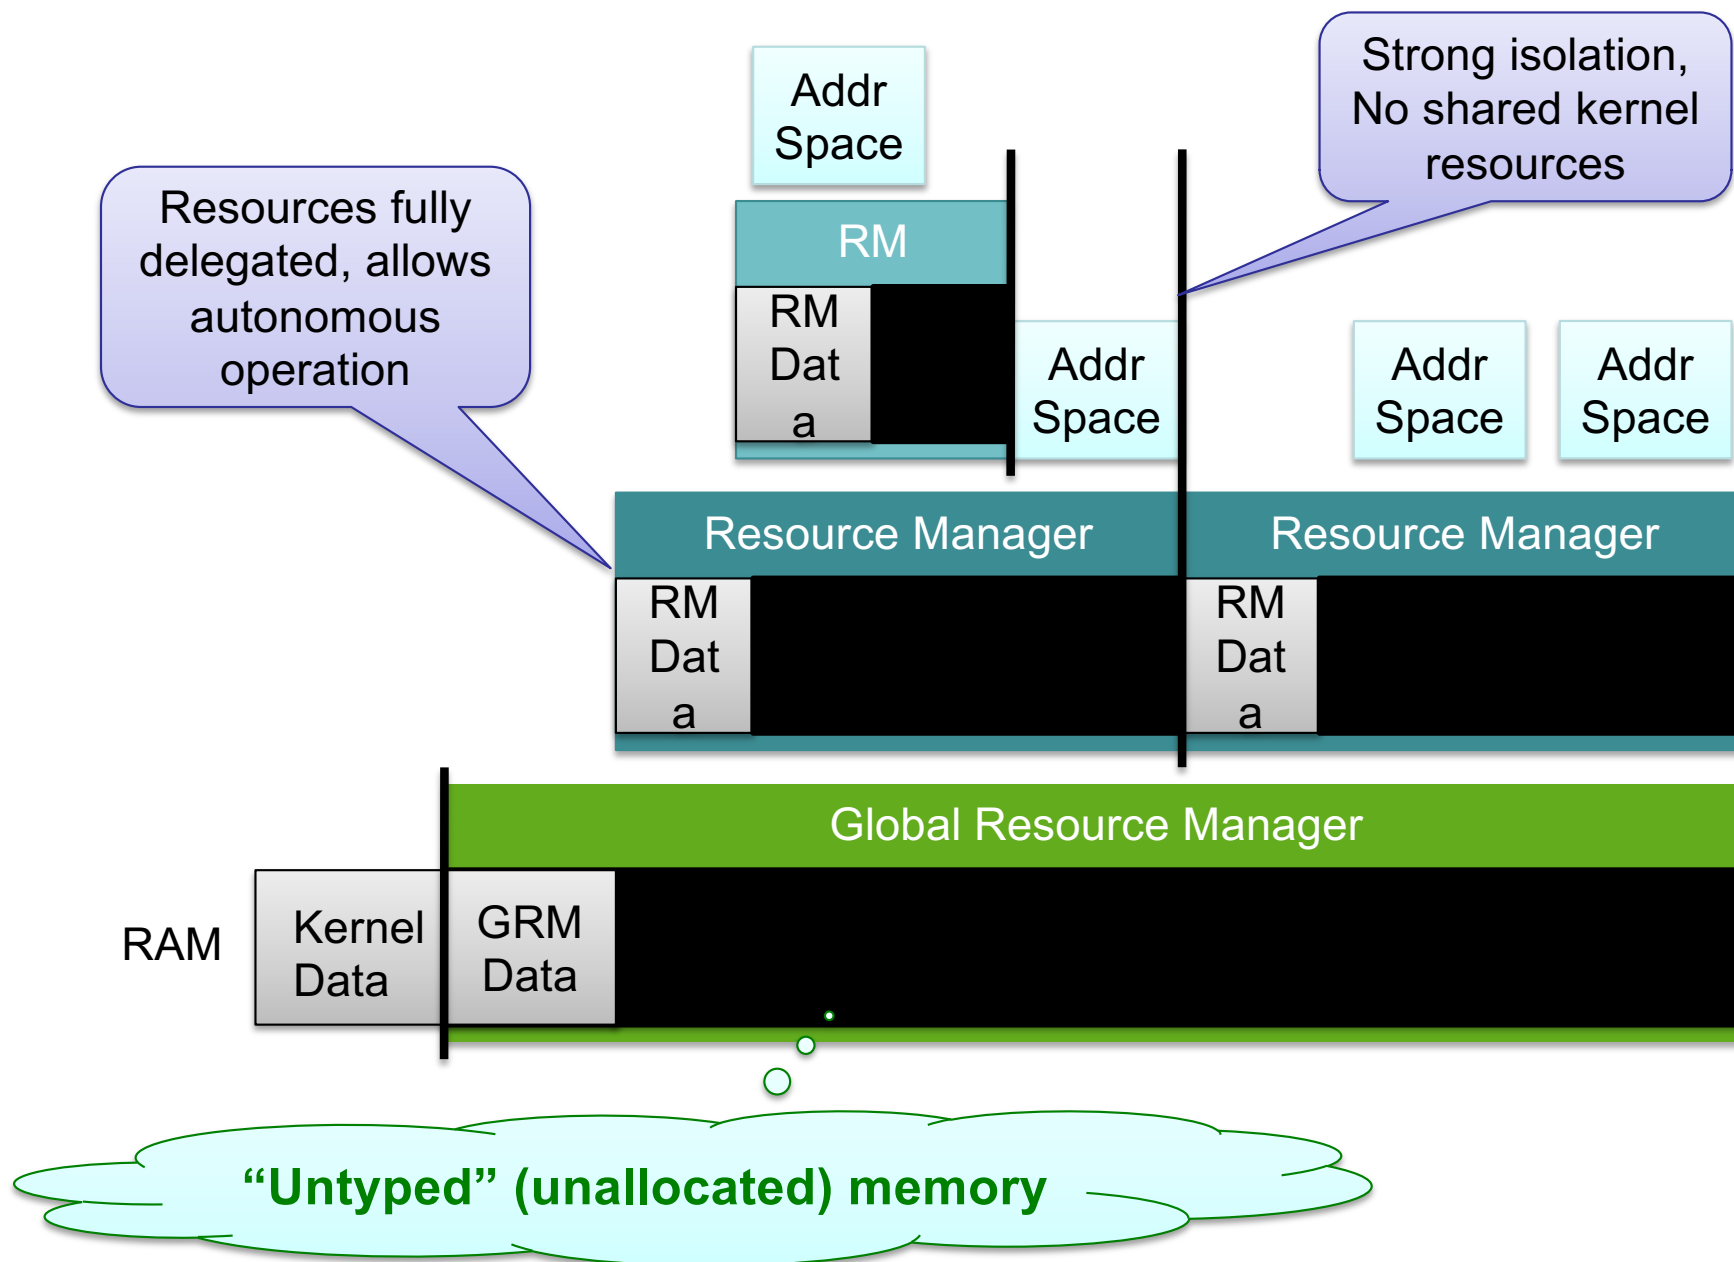 Addr
Space
Strong isolation,
No shared kernel
resources
Resources fully
delegated, allows
autonomous
operation
RM
RM
Dat
a
Addr
Space
Addr
Space
Addr
Space
Resource Manager
Resource Manager
RM
Dat
a
RM
Dat
a
Global Resource Manager
RAM
Kernel
Data
GRM
Data
“Untyped” (unallocated) memory